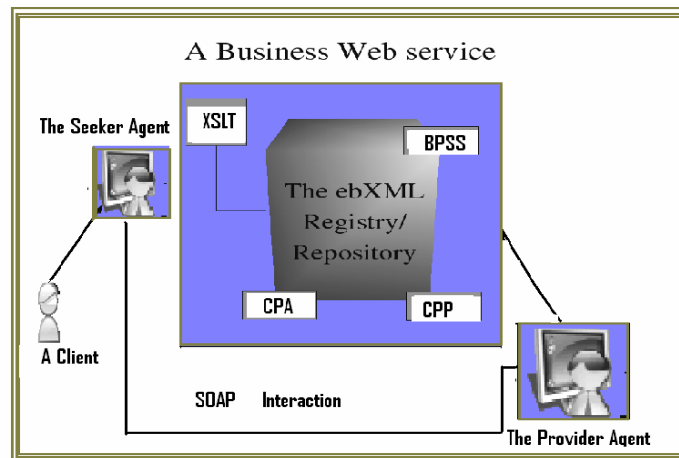 A Business Web service
The Seeker Agent
XSLT
BPSS
The ebXML
Registry/
Repository
CPA
CPP
A Client
SOAP Interaction
The Provider Agent